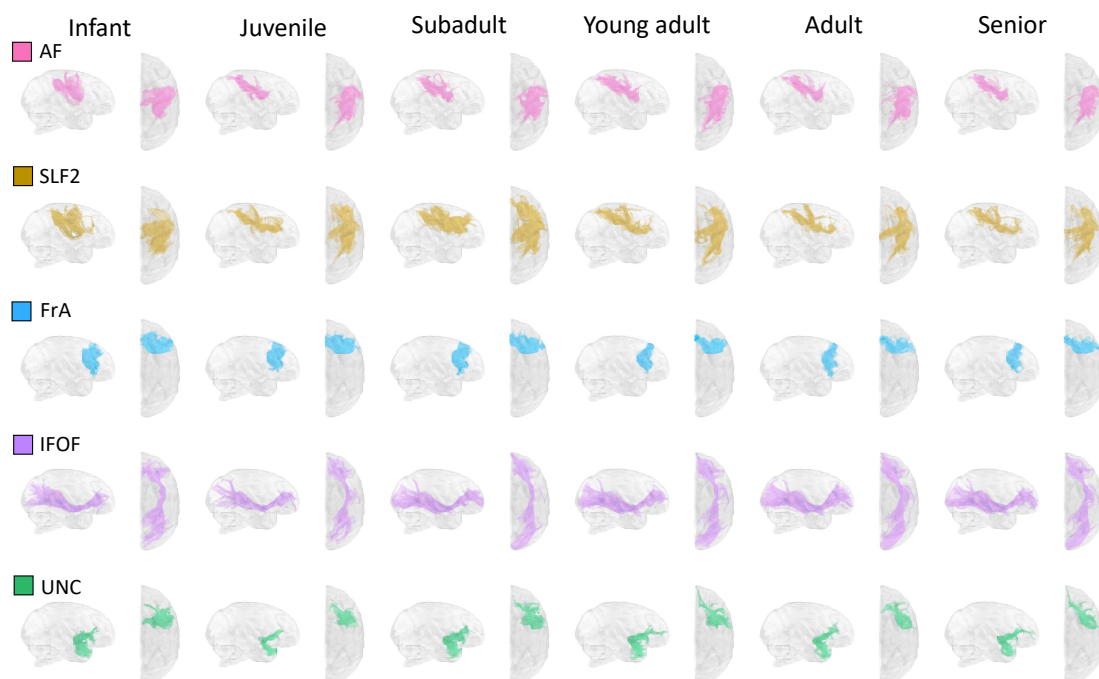 Infant Juvenile Subadult Young adult Adult Senior
AF
SLF2
FrA
IFOF
UNC